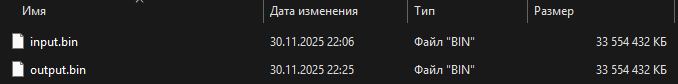 Имя Дата изменения Тип Размер
input.bin 30.11.2025 22:06 Файл "BIN" 33 554 432 КБ
output.bin 30.11.2025 22:25 Файл "BIN" 33 554 432 КБ